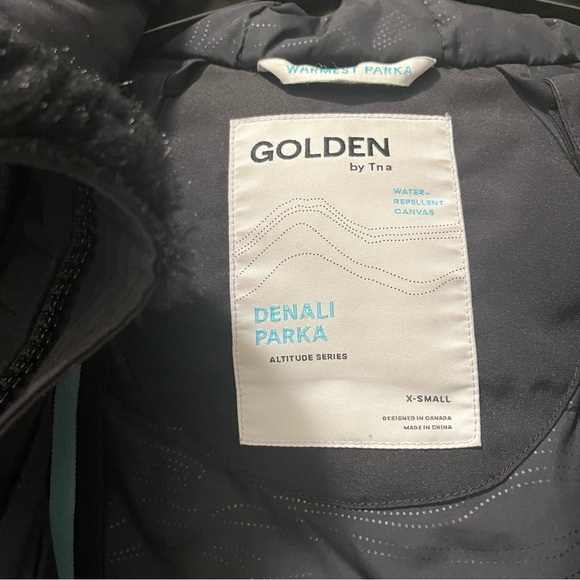 WARMEST PARKA
GOLDEN
by Tna
WATER-
REPELLENT
CANVAS
DENALI
PARKA
ALTITUDE SERIES
X-SMALL
DESIGNED IN CANADA
MADE IN CHINA